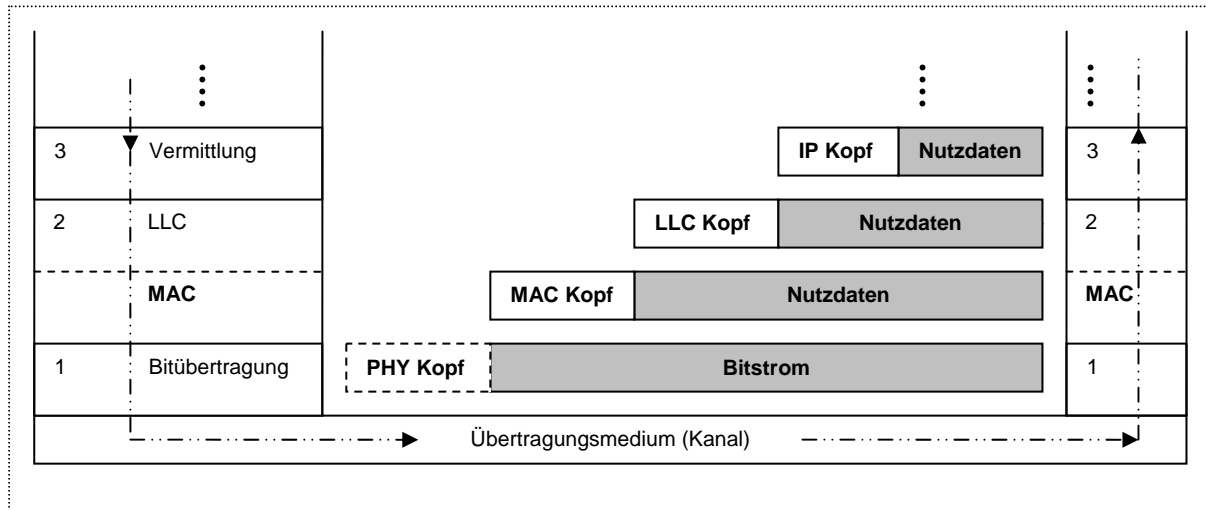 3 Vermittlung IP Kopf Nutzdaten 3
2 LLC LLC Kopf Nutzdaten 2
MAC MAC Kopf Nutzdaten MAC
1 Bitübertragung PHY Kopf Bitstrom 1
Übertragungsmedium (Kanal)